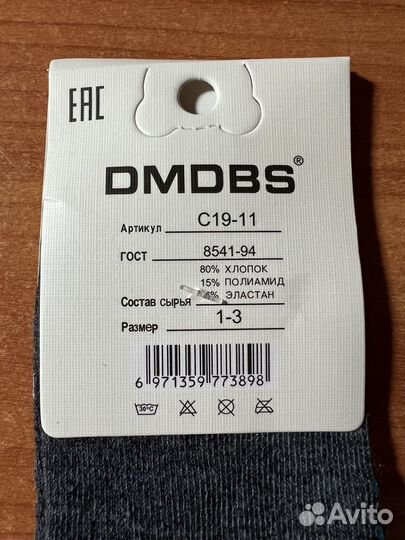 EAC
DMDBS®
Артикул C19-11
ГОСТ 8541-94
80% ХЛОПОК
15% ПОЛИАМИД
5% ЭЛАСТАН
Состав сырья
Размер 1-3
6 971359 773898
30°C
Avito